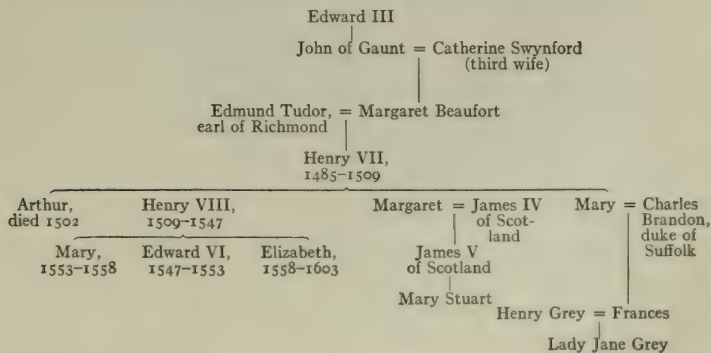 Edward III
John of Gaunt = Catherine Swynford
(third wife)
Edmund Tudor, = Margaret Beaufort
earl of Richmond
Henry VII,
1485–1509
Arthur, Henry VIII, Margaret = James IV Mary = Charles
died 1502 1509–1547 of Scot- Brandon,
land duke of
Suffolk
Mary, Edward VI, Elizabeth, James V
1553–1558 1547–1553 1558–1603 of Scotland
Mary Stuart
Henry Grey = Frances
Lady Jane Grey